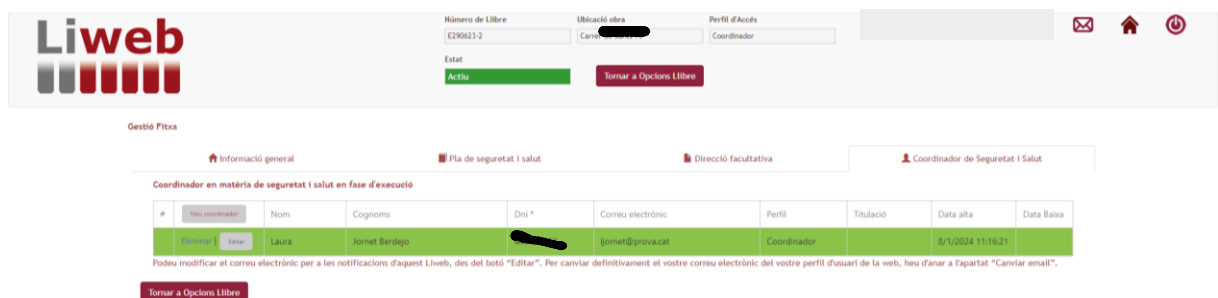 Liweb
Número de Llibre
Ubicació obra
Perfil d'Accés
E290623-2
Carrer
Coordinador
Estat
Actiu
Tornar a Opcions Llibre
Gestió Fitxa
Informació general
Pla de seguretat i salut
Direcció facultativa
Coordinador de Seguretat i Salut
Coordinador en matèria de seguretat i salut en fase d'execució
# Nou coordinador Nom Cognoms Dni * Correu electrònic Perfil Titulació Data alta Data Baixa
Eliminar | Editar Laura Jornet Berdejo ljornet@prova.cat Coordinador 8/1/2024 11:16:21
Podeu modificar el correu electrònic per a les notificacions d'aquest Liweb, des del botó “Editar”. Per canviar definitivament el vostre correu electrònic del vostre perfil d'usuari de la web, heu d'anar a l'apartat “Canviar email”.
Tornar a Opcions Llibre